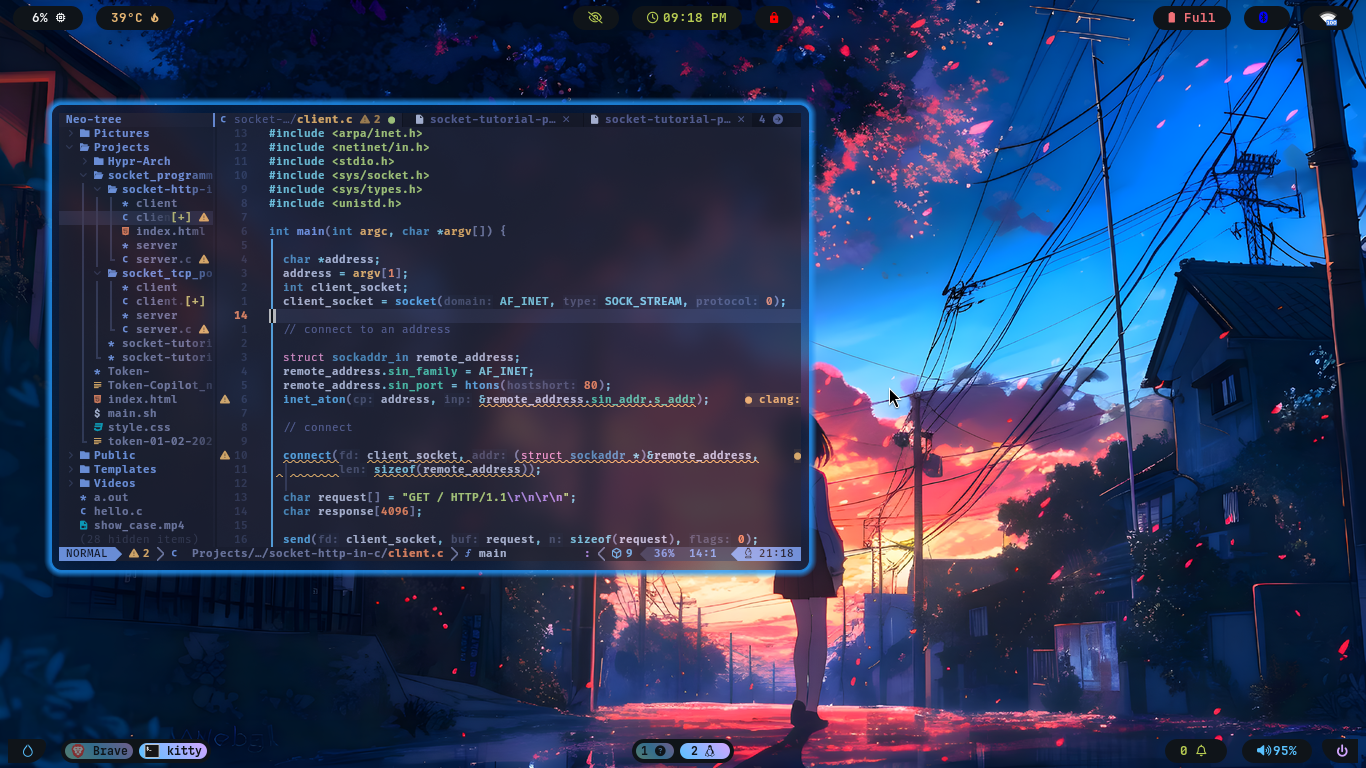 6%
39°C
09:18 PM
Full
Neo-tree
Pictures
Projects
Hypr-Arch
socket_programm
socket-http-i
client
clien[+]
index.html
server
server.c
socket_tcp_po
client
client.[+]
server
server.c
socket-tutori
socket-tutori
Token-
Token-Copilot_n
index.html
main.sh
style.css
token-01-02-202
Public
Templates
Videos
a.out
hello.c
show_case.mp4
(28 hidden items)
C socket-…/client.c 2 ● socket-tutorial-p… × socket-tutorial-p… × 4
13 #include <arpa/inet.h>
12 #include <netinet/in.h>
11 #include <stdio.h>
10 #include <sys/socket.h>
9 #include <sys/types.h>
8 #include <unistd.h>
7
6 int main(int argc, char *argv[]) {
5
4 char *address;
3 address = argv[1];
2 int client_socket;
1 client_socket = socket(domain: AF_INET, type: SOCK_STREAM, protocol: 0);
14
1 // connect to an address
2
3 struct sockaddr_in remote_address;
4 remote_address.sin_family = AF_INET;
5 remote_address.sin_port = htons(hostshort: 80);
6 inet_aton(cp: address, inp: &remote_address.sin_addr.s_addr); ● clang:
7
8 // connect
9
10 connect(fd: client_socket, addr: (struct sockaddr *)&remote_address,
11 len: sizeof(remote_address));
12
13 char request[] = "GET / HTTP/1.1\r\n\r\n";
14 char response[4096];
15
16 send(fd: client_socket, buf: request, n: sizeof(request), flags: 0);
NORMAL 2 C Projects/…/socket-http-in-c/client.c main : 9 36% 14:1 21:18
Brave
kitty
1
2
0
95%